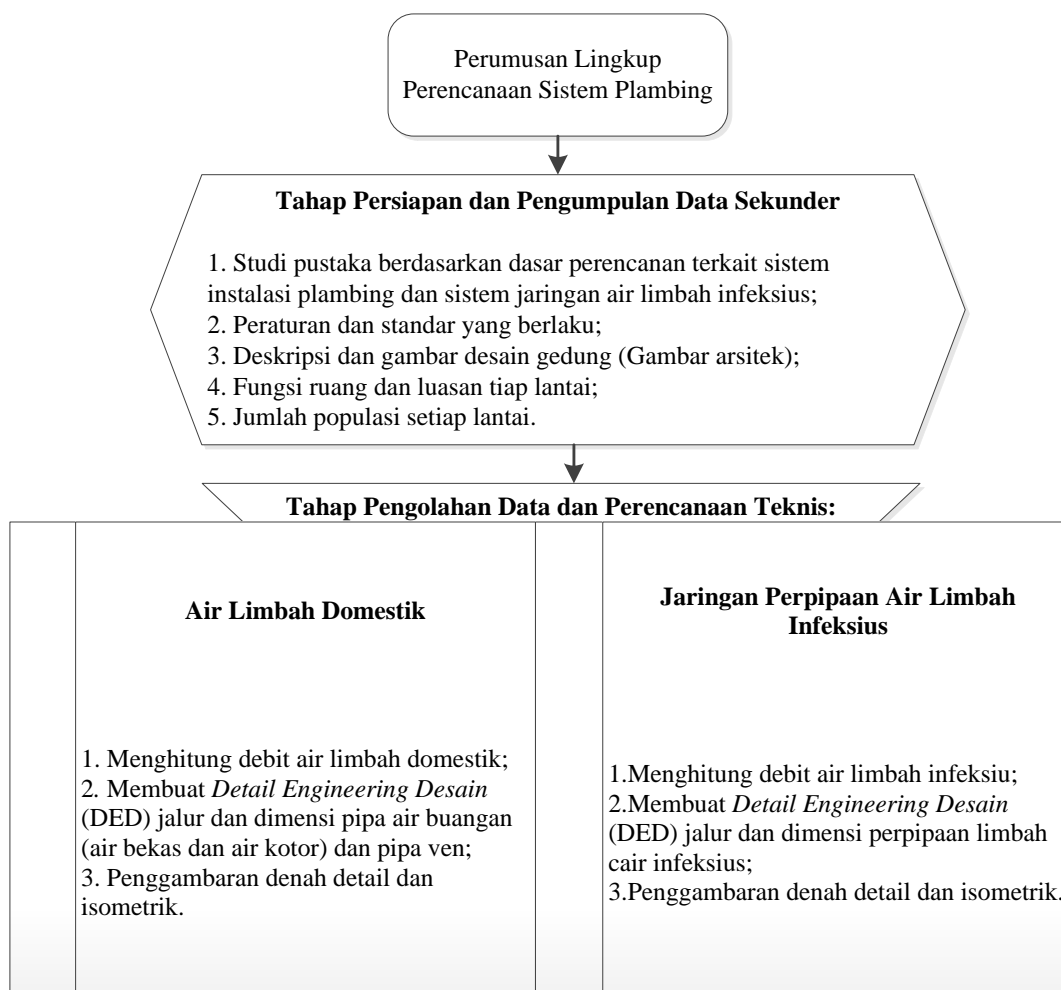 Perumusan Lingkup
Perencanaan Sistem Plambing
Tahap Persiapan dan Pengumpulan Data Sekunder
1. Studi pustaka berdasarkan dasar perencanan terkait sistem
instalasi plambing dan sistem jaringan air limbah infeksius;
2. Peraturan dan standar yang berlaku;
3. Deskripsi dan gambar desain gedung (Gambar arsitek);
4. Fungsi ruang dan luasan tiap lantai;
5. Jumlah populasi setiap lantai.
Tahap Pengolahan Data dan Perencanaan Teknis:
Air Limbah Domestik
1. Menghitung debit air limbah domestik;
2. Membuat Detail Engineering Desain
(DED) jalur dan dimensi pipa air buangan
(air bekas dan air kotor) dan pipa ven;
3. Penggambaran denah detail dan
isometrik.
Jaringan Perpipaan Air Limbah
Infeksius
1.Menghitung debit air limbah infeksiu;
2.Membuat Detail Engineering Desain
(DED) jalur dan dimensi perpipaan limbah
cair infeksius;
3.Penggambaran denah detail dan isometrik.